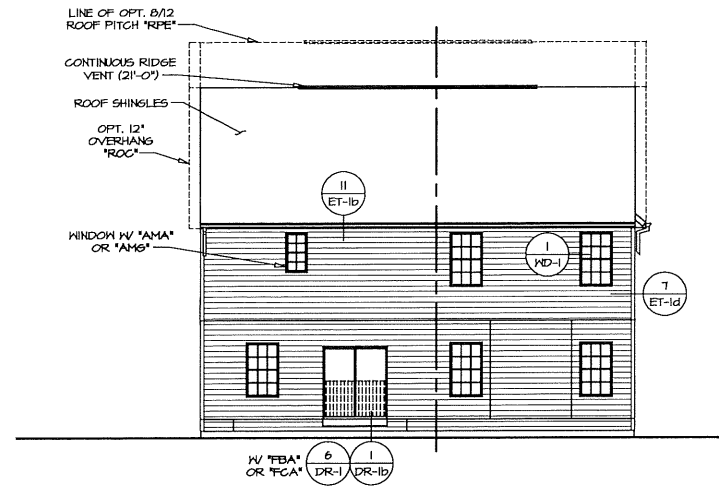 LINE OF OPT. 8/12
ROOF PITCH "RPE"
CONTINUOUS RIDGE
VENT (21'-0")
ROOF SHINGLES
OPT. 12"
OVERHANG
"ROC"
11
ET-1b
WINDOW W/ "AMA"
OR "AMG"
1
WD-1
7
ET-1d
W/ "FBA"
OR "FCA"
6
DR-1
1
DR-1b